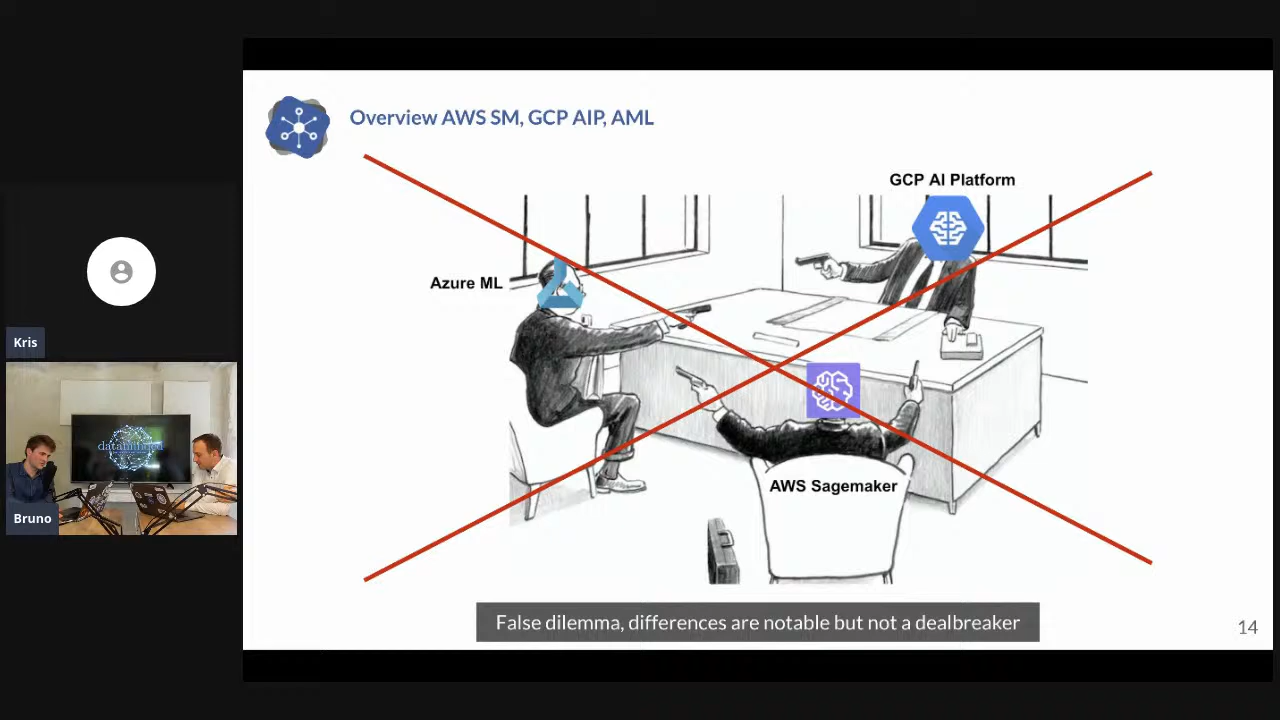 Overview AWS SM, GCP AIP, AML
GCP AI Platform
Azure ML
AWS Sagemaker
False dilemma, differences are notable but not a dealbreaker
14
Kris
Bruno